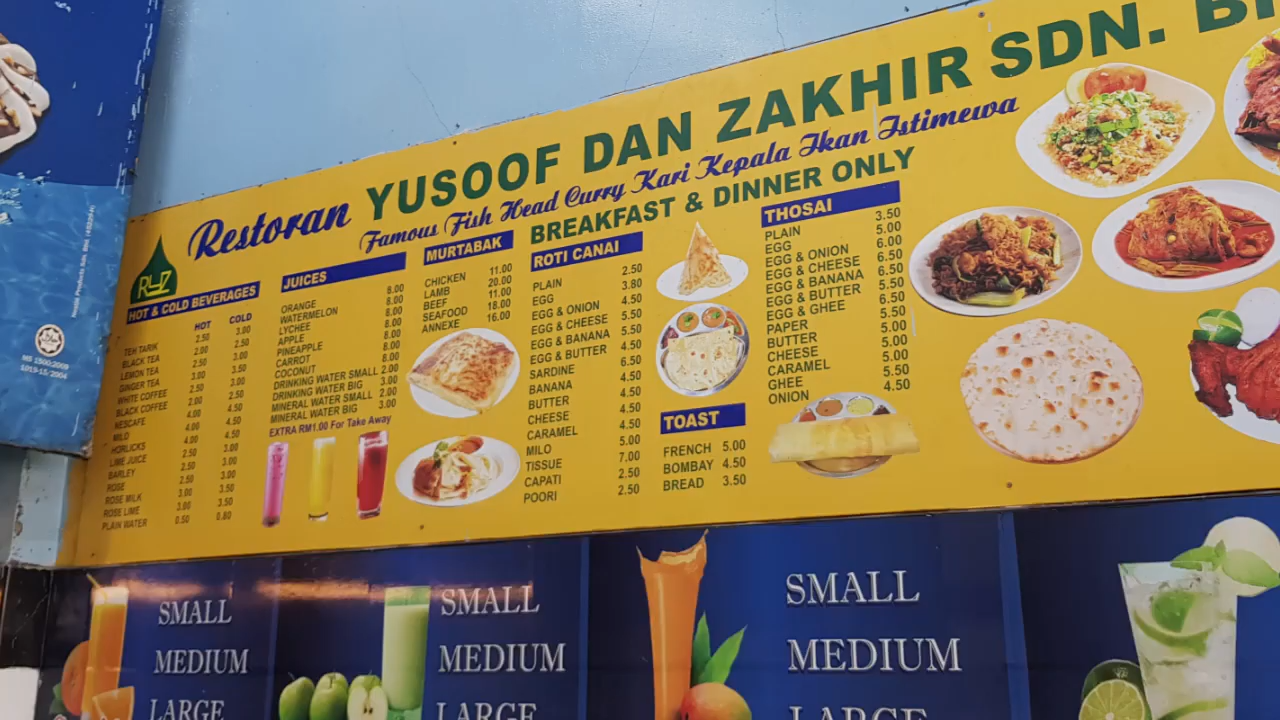 Restoran YUSOOF DAN ZAKHIR SDN. BH
Famous Fish Head Curry Kari Kepala Ikan Istimewa
BREAKFAST & DINNER ONLY
RYZ
HOT & COLD BEVERAGES
HOT COLD
TEH TARIK 2.50 3.00
BLACK TEA 2.00 2.50
LEMON TEA 2.50 3.00
GINGER TEA 3.00 3.50
WHITE COFFEE 2.50 3.00
BLACK COFFEE 2.00 2.50
NESCAFE 4.00 4.50
MILO 4.00 4.50
HORLICKS 4.00 4.50
LIME JUICE 2.50 3.00
BARLEY 3.00 3.50
ROSE 2.50 3.00
ROSE MILK 3.00 3.50
ROSE LIME 3.00 3.50
PLAIN WATER 0.50 0.80
JUICES
ORANGE 8.00
WATERMELON 8.00
LYCHEE 8.00
APPLE 8.00
PINEAPPLE 8.00
CARROT 8.00
COCONUT 8.00
DRINKING WATER SMALL 2.00
DRINKING WATER BIG 3.00
MINERAL WATER SMALL 2.00
MINERAL WATER BIG 3.00
EXTRA RM1.00 For Take Away
MURTABAK
CHICKEN 11.00
LAMB 20.00
BEEF 11.00
SEAFOOD 18.00
ANNEXE 16.00
ROTI CANAI
PLAIN 2.50
EGG 3.80
EGG & ONION 4.50
EGG & CHEESE 5.50
EGG & BANANA 5.50
EGG & BUTTER 4.50
SARDINE 6.50
BANANA 4.50
BUTTER 4.50
CHEESE 4.50
CARAMEL 4.50
MILO 5.00
TISSUE 7.00
CAPATI 2.50
POORI 2.50
TOAST
FRENCH 5.00
BOMBAY 4.50
BREAD 3.50
THOSAI
PLAIN 3.50
EGG 5.00
EGG & ONION 6.00
EGG & CHEESE 6.50
EGG & BANANA 6.50
EGG & BUTTER 6.50
EGG & GHEE 6.50
PAPER 5.00
BUTTER 5.00
CHEESE 5.00
CARAMEL 5.00
GHEE 5.50
ONION 4.50
MS 1500:2009
SMALL
MEDIUM
LARGE
SMALL
MEDIUM
LARGE
SMALL
MEDIUM
LARGE